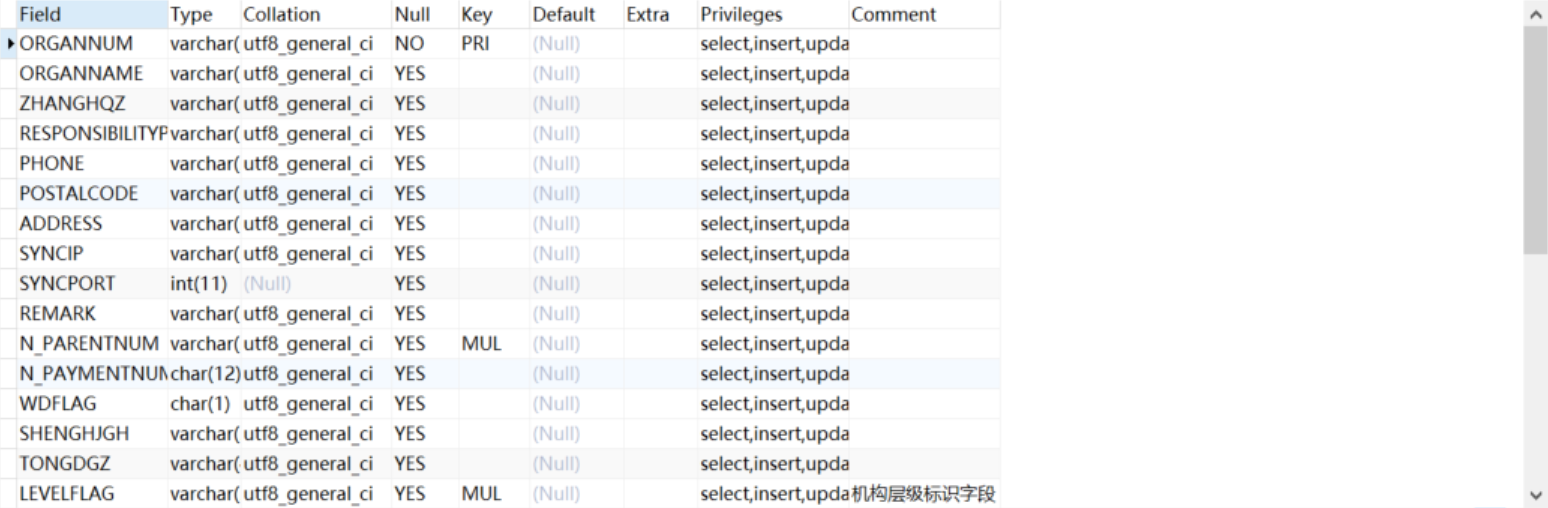 Field Type Collation Null Key Default Extra Privileges Comment
ORGANNUM varchar( utf8_general_ci NO PRI (Null) select,insert,upda
ORGANNAME varchar( utf8_general_ci YES (Null) select,insert,upda
ZHANGHQZ varchar( utf8_general_ci YES (Null) select,insert,upda
RESPONSIBILITYP varchar( utf8_general_ci YES (Null) select,insert,upda
PHONE varchar( utf8_general_ci YES (Null) select,insert,upda
POSTALCODE varchar( utf8_general_ci YES (Null) select,insert,upda
ADDRESS varchar( utf8_general_ci YES (Null) select,insert,upda
SYNCIP varchar( utf8_general_ci YES (Null) select,insert,upda
SYNCPORT int(11) (Null) YES (Null) select,insert,upda
REMARK varchar( utf8_general_ci YES (Null) select,insert,upda
N_PARENTNUM varchar( utf8_general_ci YES MUL (Null) select,insert,upda
N_PAYMENTNUM char(12) utf8_general_ci YES (Null) select,insert,upda
WDFLAG char(1) utf8_general_ci YES (Null) select,insert,upda
SHENGHJGH varchar( utf8_general_ci YES (Null) select,insert,upda
TONGDGZ varchar( utf8_general_ci YES (Null) select,insert,upda
LEVELFLAG varchar( utf8_general_ci YES MUL (Null) select,insert,upda 机构层级标识字段